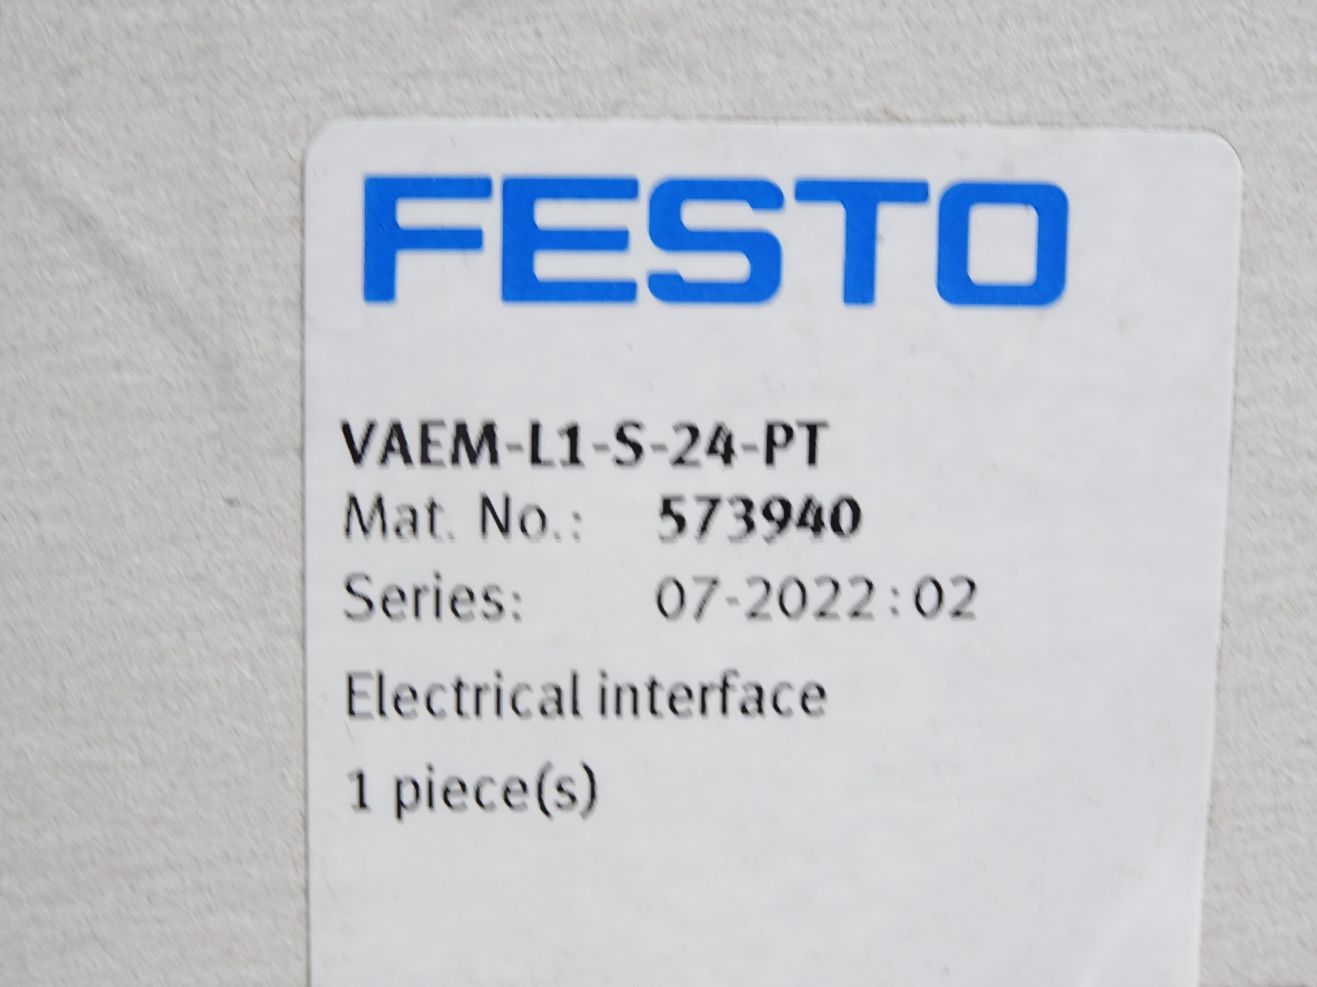 FESTO
VAEM-L1-S-24-PT
Mat. No.: 573940
Series: 07-2022:02
Electrical interface
1 piece(s)